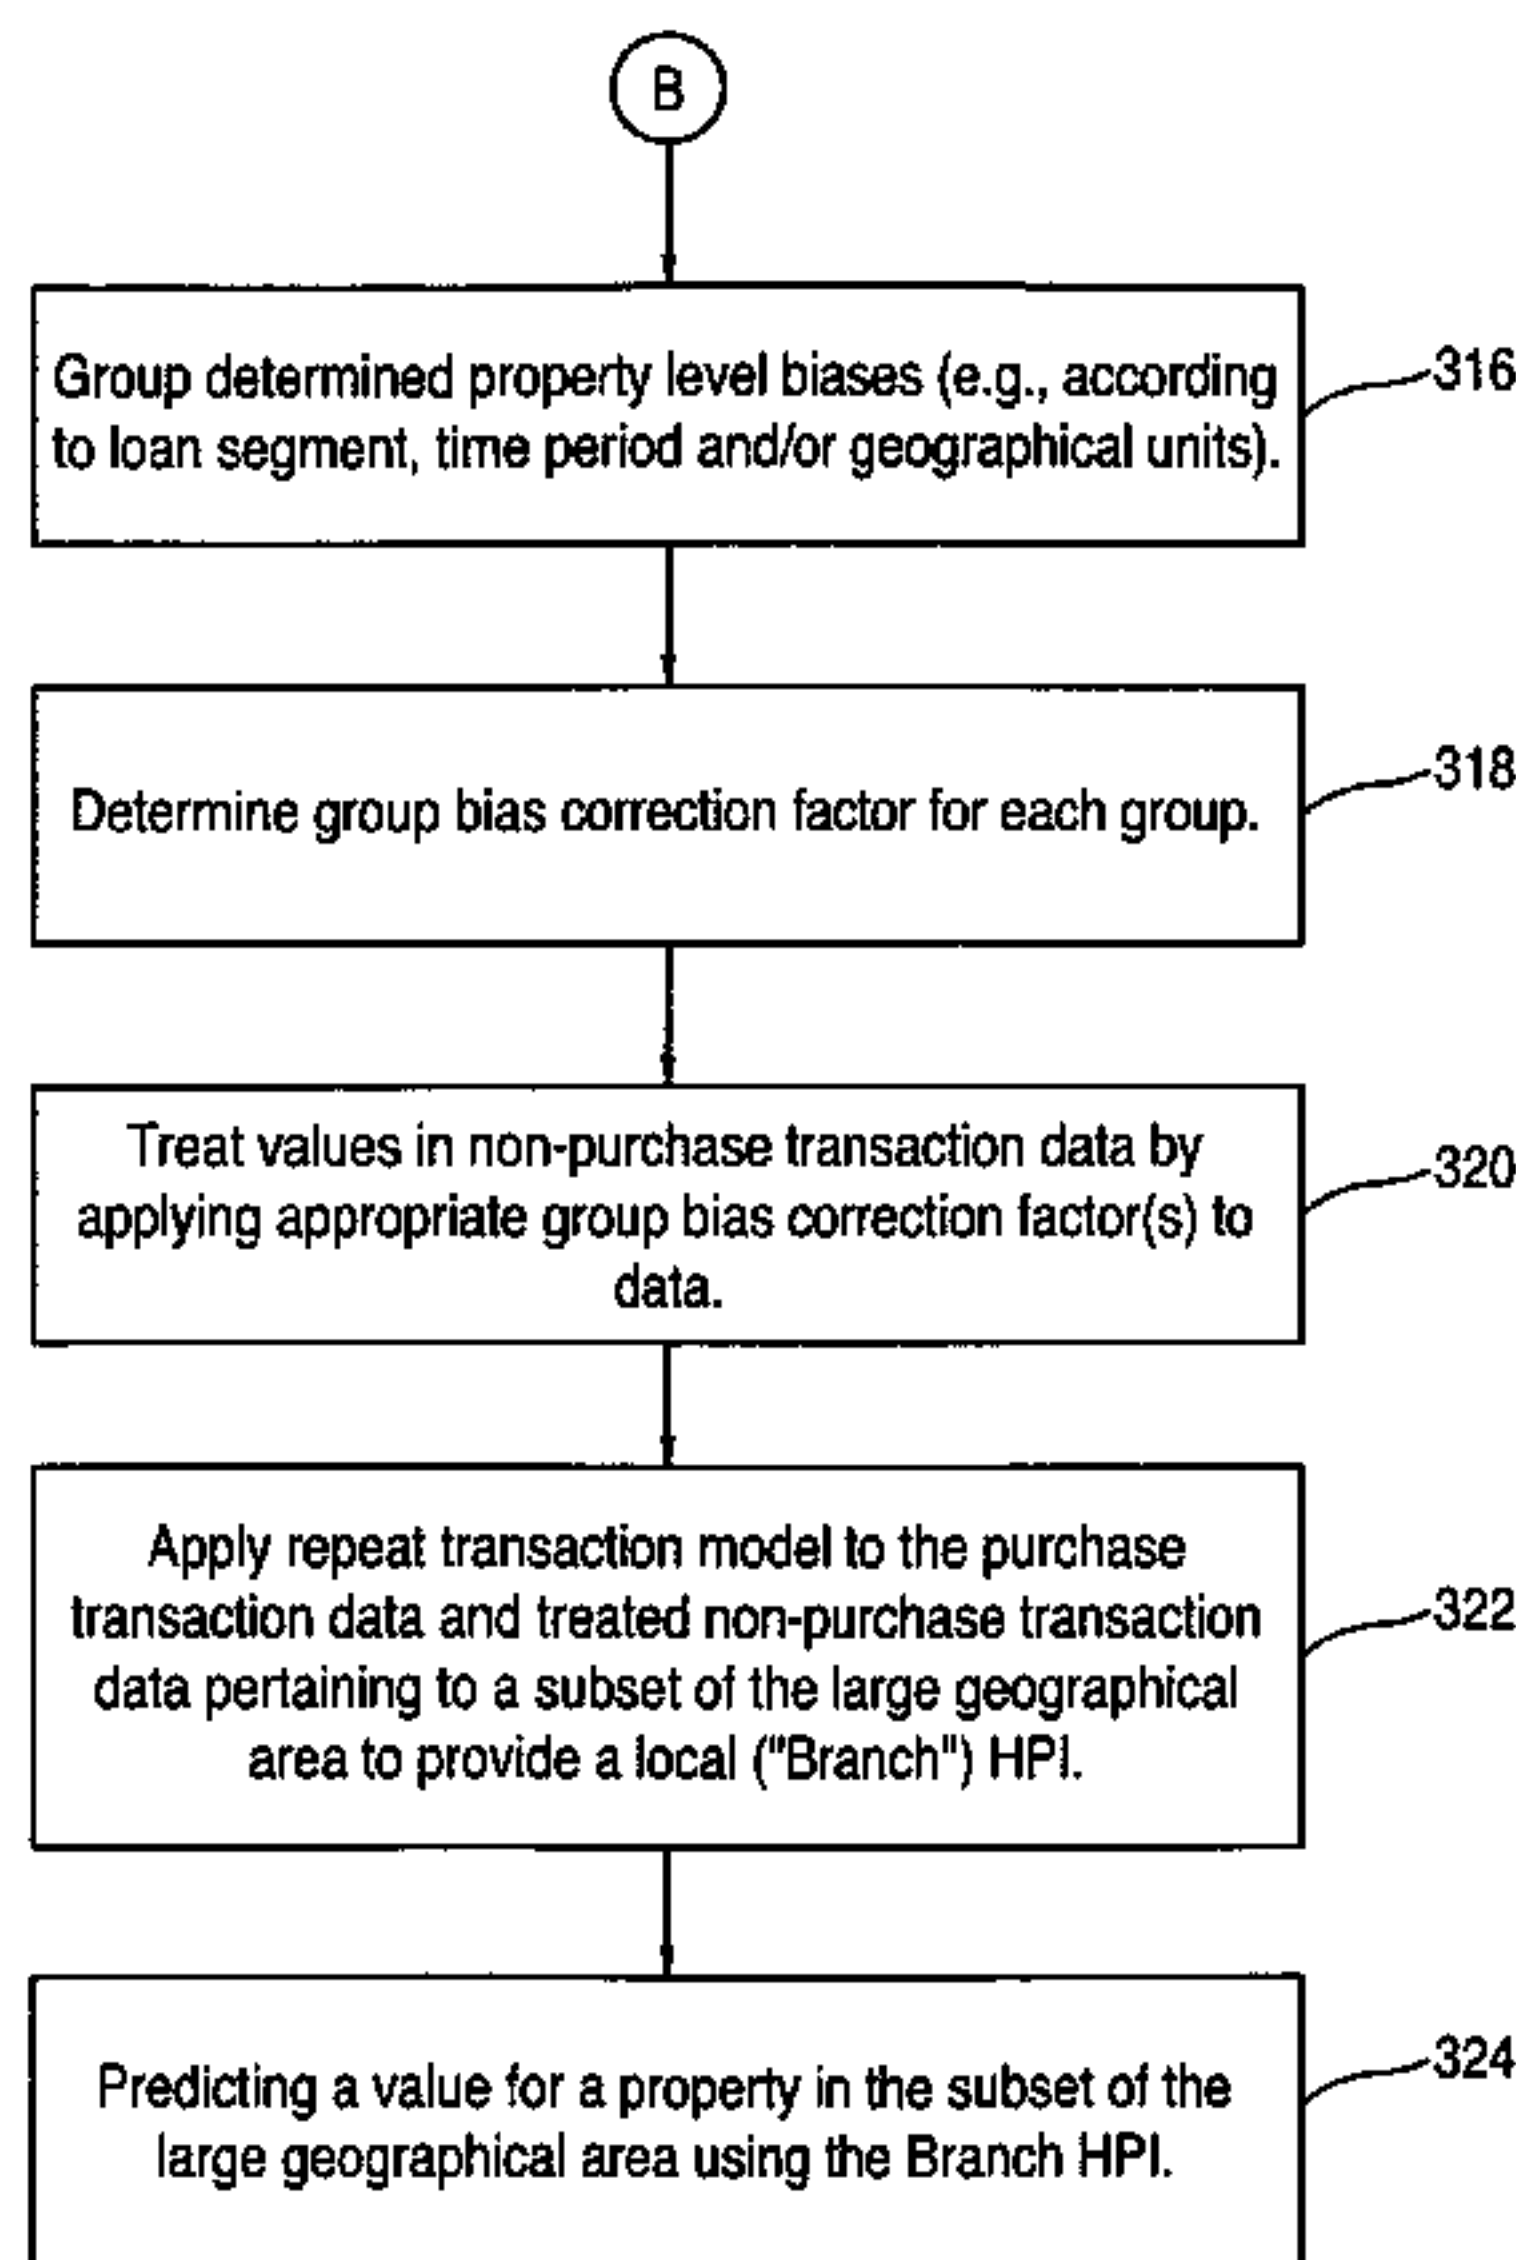 B
Group determined property level biases (e.g., according
to loan segment, time period and/or geographical units).
316
Determine group bias correction factor for each group.
318
Treat values in non-purchase transaction data by
applying appropriate group bias correction factor(s) to
data.
320
Apply repeat transaction model to the purchase
transaction data and treated non-purchase transaction
data pertaining to a subset of the large geographical
area to provide a local ("Branch") HPI.
322
Predicting a value for a property in the subset of the
large geographical area using the Branch HPI.
324